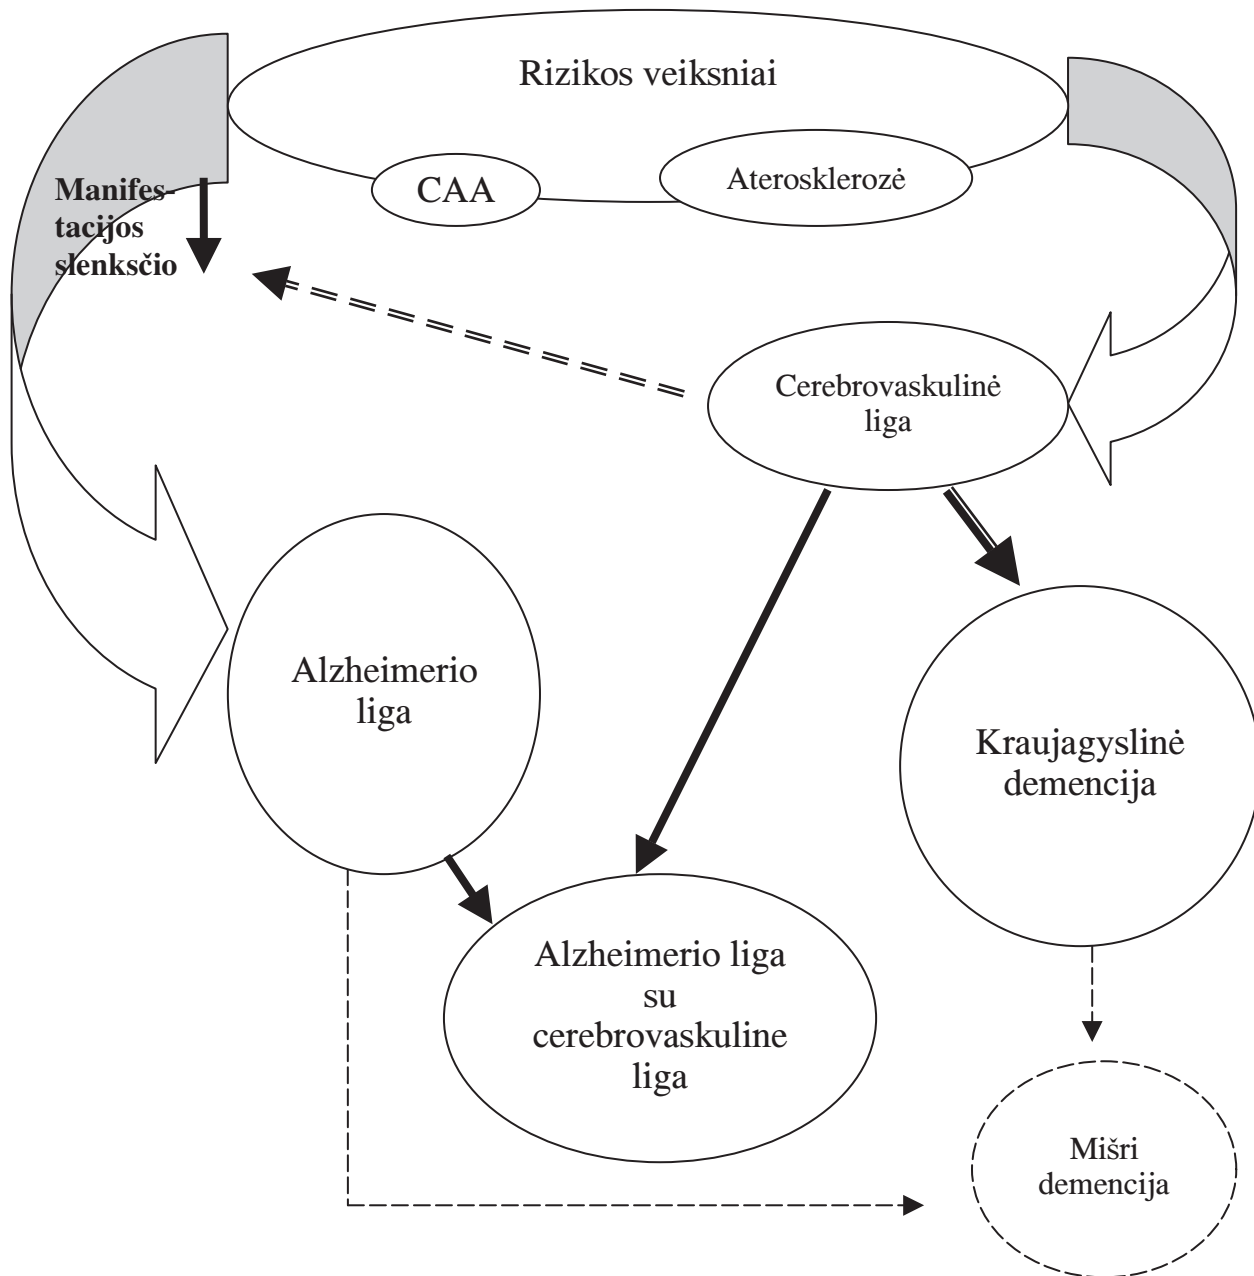 Rizikos veiksniai
CAA
Aterosklerozė
Manifes-
tacijos
slenksčio
Cerebrovaskulinė
liga
Alzheimerio
liga
Kraujagyslinė
demencija
Alzheimerio liga
su
cerebrovaskuline
liga
Mišri
demencija